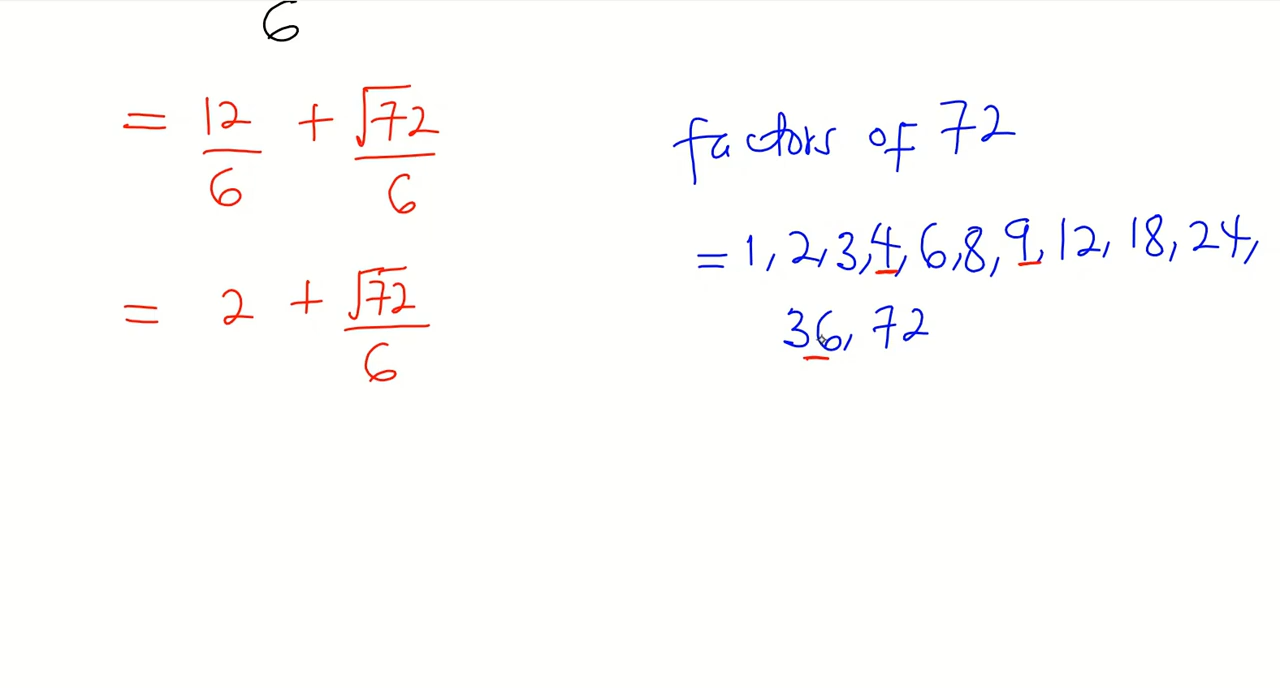 6
= 12/6 + √72/6
= 2 + √72/6
factors of 72
= 1, 2, 3, 4, 6, 8, 9, 12, 18, 24,
36, 72